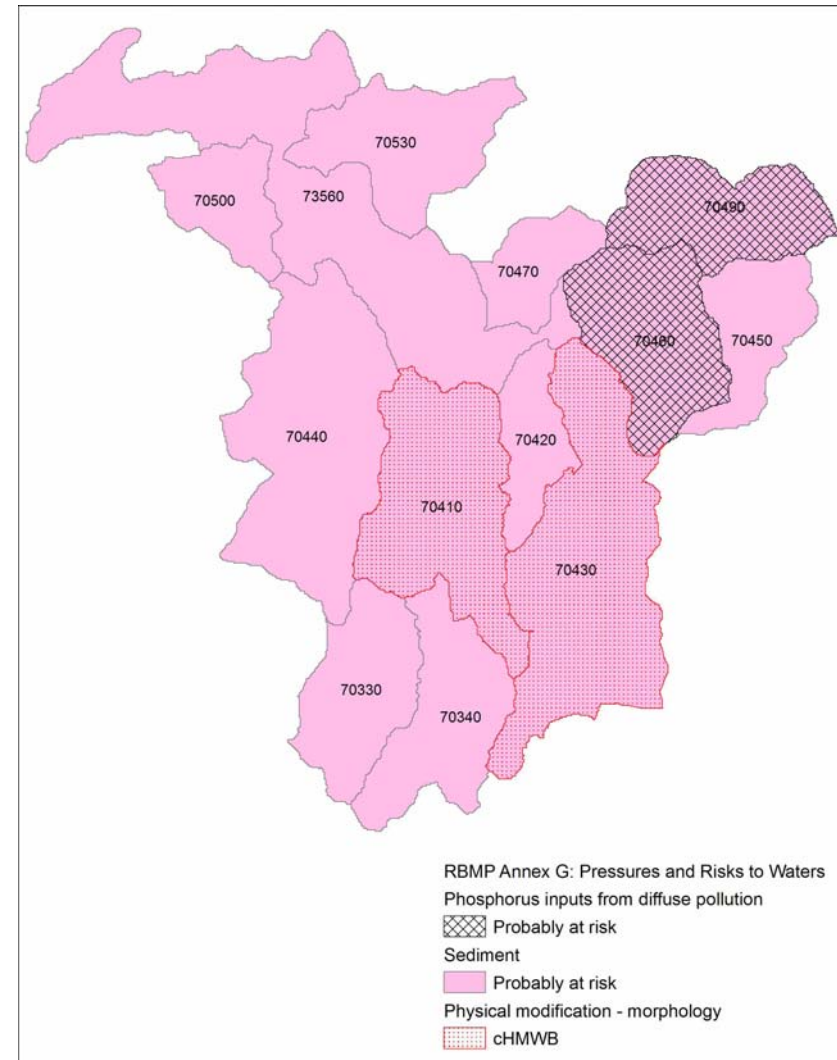 70530
70500
73560
70490
70470
70460
70450
70440
70420
70410
70430
70330
70340
RBMP Annex G: Pressures and Risks to Waters
Phosphorus inputs from diffuse pollution
Probably at risk
Sediment
Probably at risk
Physical modification - morphology
cHMWB